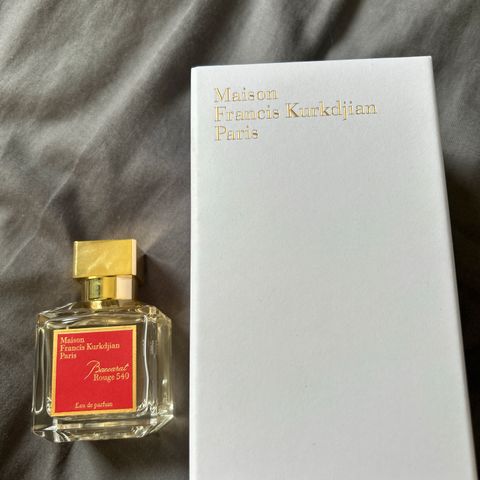 Maison
Francis Kurkdjian
Paris
Maison
Francis Kurkdjian
Paris
Baccarat
Rouge 540
Eau de parfum